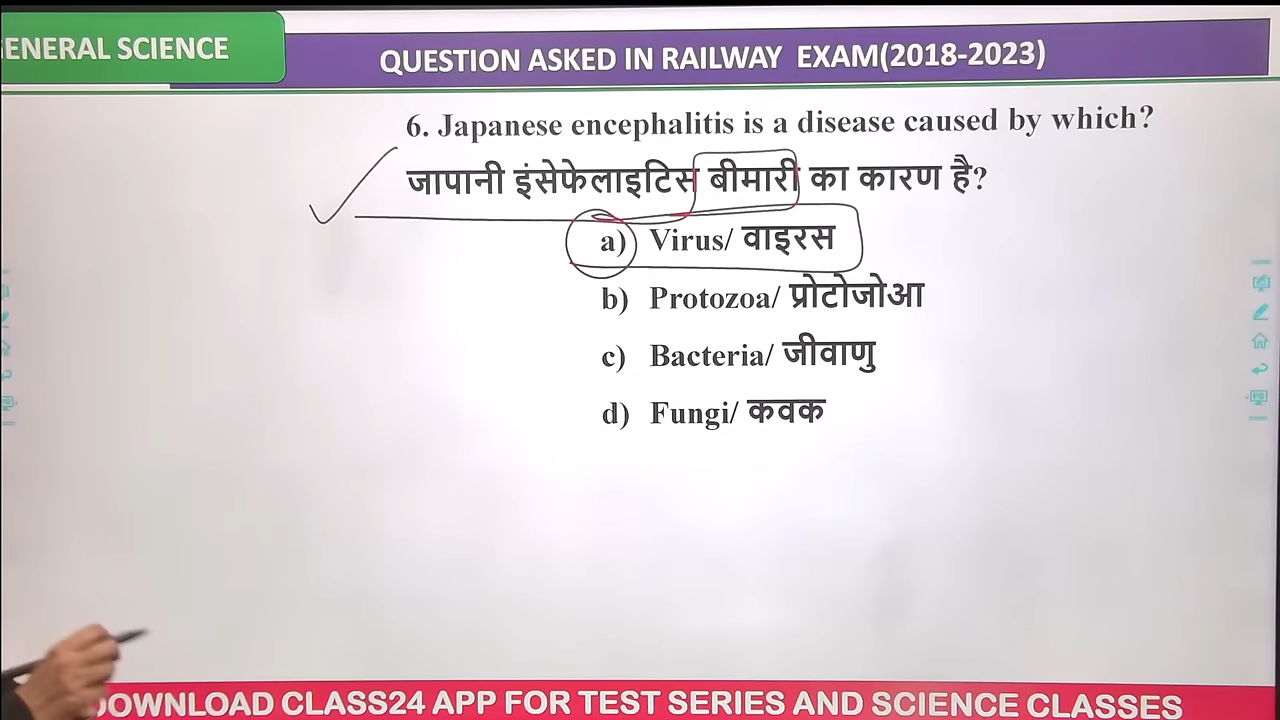 GENERAL SCIENCE
QUESTION ASKED IN RAILWAY EXAM(2018-2023)
6. Japanese encephalitis is a disease caused by which?
जापानी इंसेफेलाइटिस बीमारी का कारण है?
a) Virus/ वाइरस
b) Protozoa/ प्रोटोजोआ
c) Bacteria/ जीवाणु
d) Fungi/ कवक
DOWNLOAD CLASS24 APP FOR TEST SERIES AND SCIENCE CLASSES